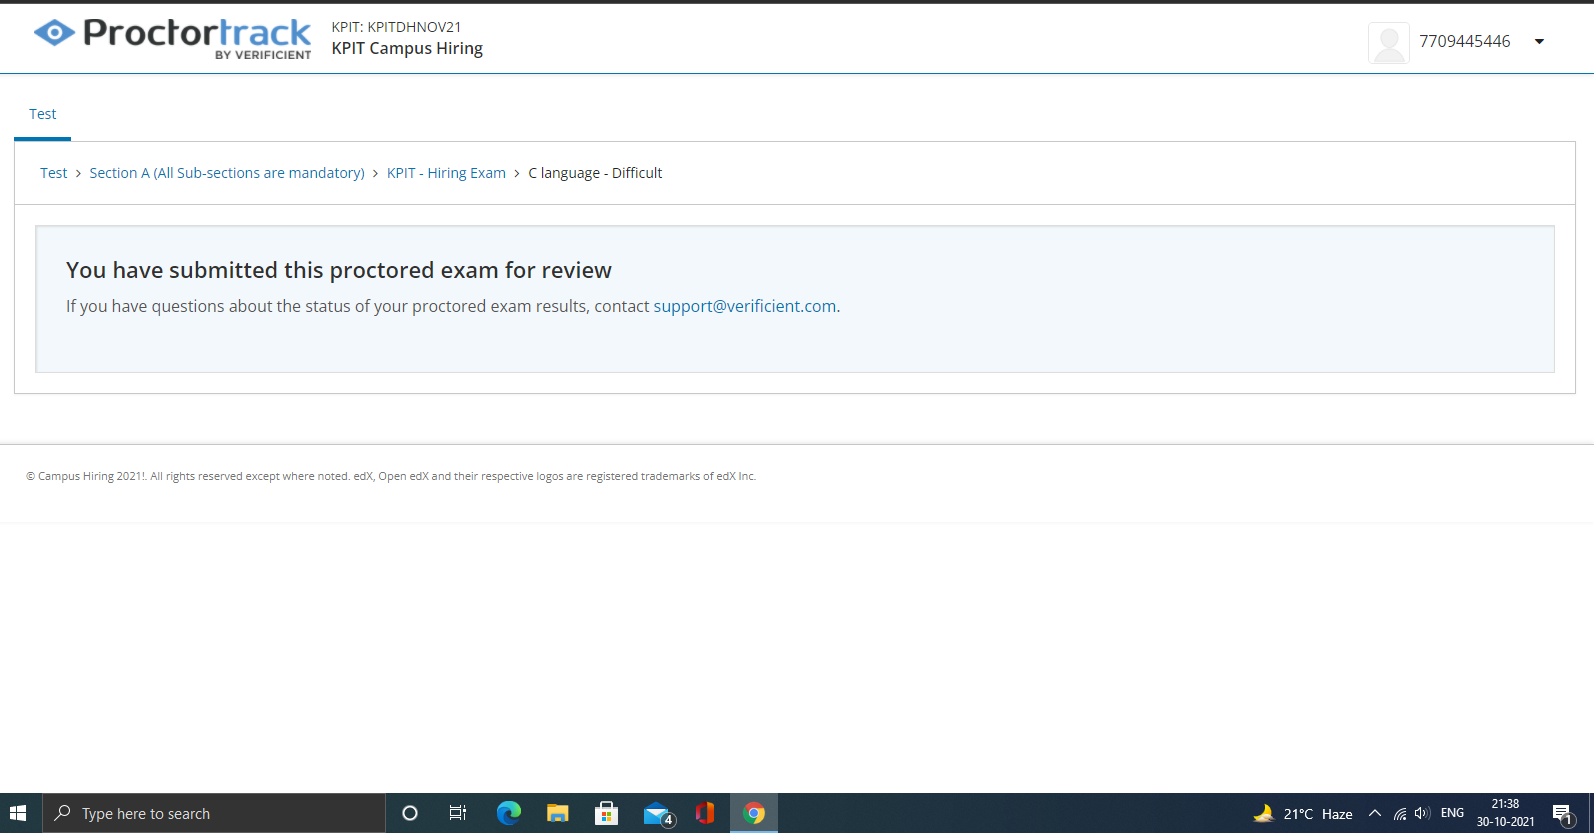 Proctortrack
BY VERIFICIENT
KPIT: KPITDHNOV21
KPIT Campus Hiring
7709445446
Test
Test > Section A (All Sub-sections are mandatory) > KPIT - Hiring Exam > C language - Difficult
You have submitted this proctored exam for review
If you have questions about the status of your proctored exam results, contact support@verificient.com.
© Campus Hiring 2021!. All rights reserved except where noted. edX, Open edX and their respective logos are registered trademarks of edX Inc.
Type here to search
4
21°C Haze
ENG
21:38
30-10-2021
1